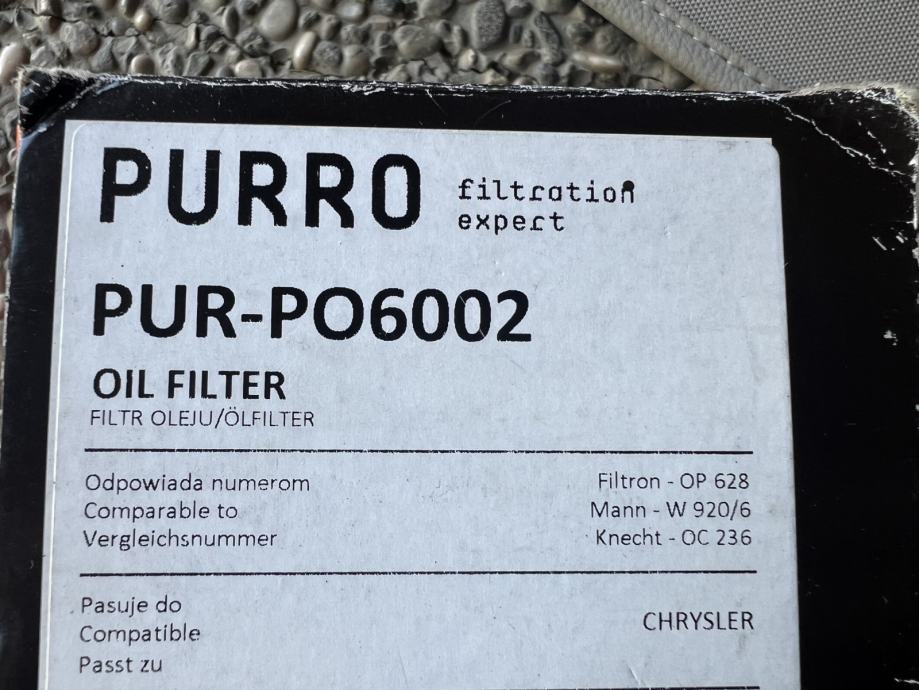 PURRO
filtration
expert
PUR-PO6002
OIL FILTER
FILTR OLEJU/ÖLFILTER
Odpowiada numerom
Comparable to
Vergleichsnummer
Filtron - OP 628
Mann - W 920/6
Knecht - OC 236
Pasuje do
Compatible
Passt zu
CHRYSLER